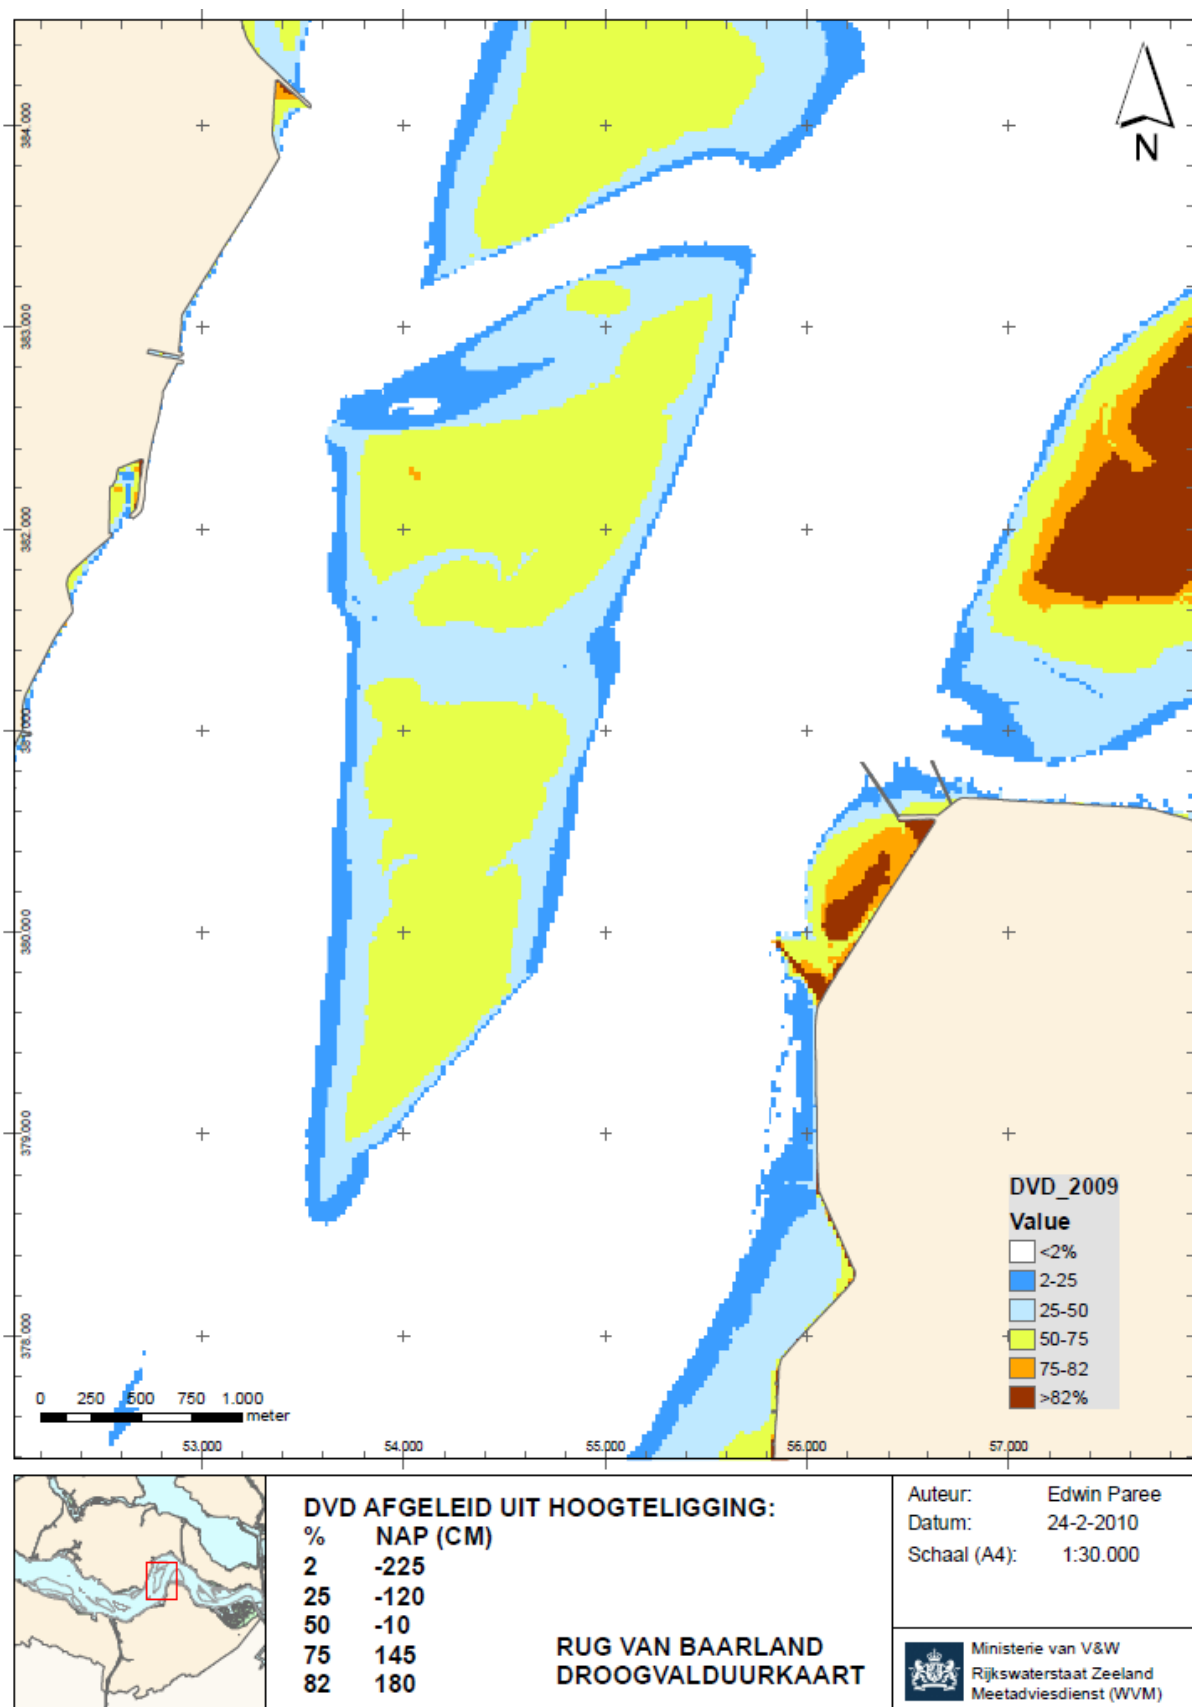 N
384.000
383.000
382.000
381.000
380.000
379.000
378.000
DVD_2009
Value
<2%
2-25
25-50
50-75
75-82
>82%
0 250 500 750 1.000
meter
53.000 54.000 55.000 56.000 57.000
DVD AFGELEID UIT HOOGTELIGGING:
% NAP (CM)
2 -225
25 -120
50 -10
75 145
82 180
RUG VAN BAARLAND
DROOGVALDUURKAART
Auteur: Edwin Paree
Datum: 24-2-2010
Schaal (A4): 1:30.000
Ministerie van V&W
Rijkswaterstaat Zeeland
Meetadviesdienst (WVM)